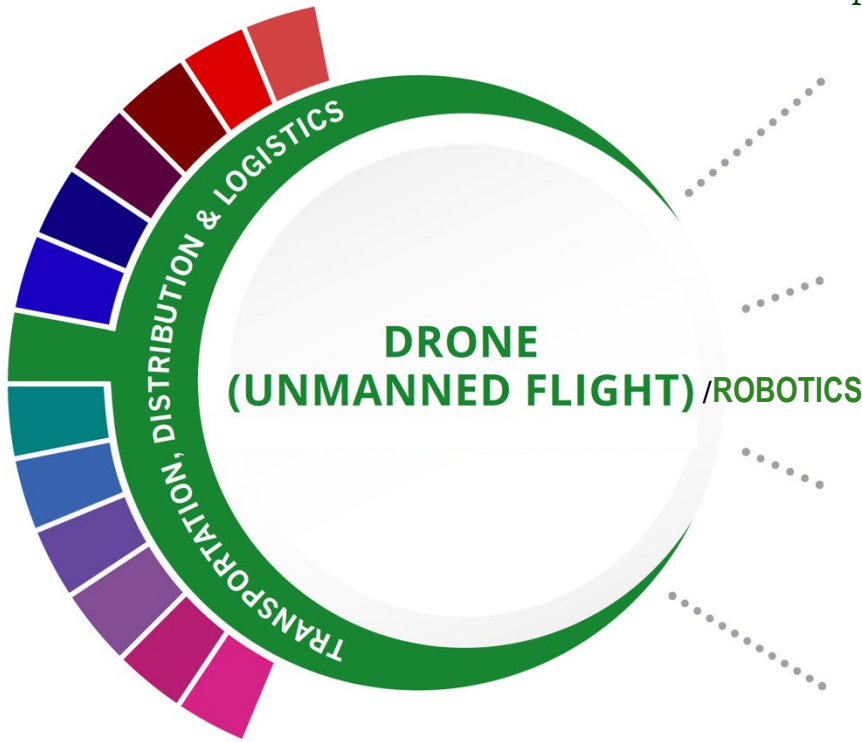 TRANSPORTATION, DISTRIBUTION & LOGISTICS
DRONE
(UNMANNED FLIGHT) /ROBOTICS